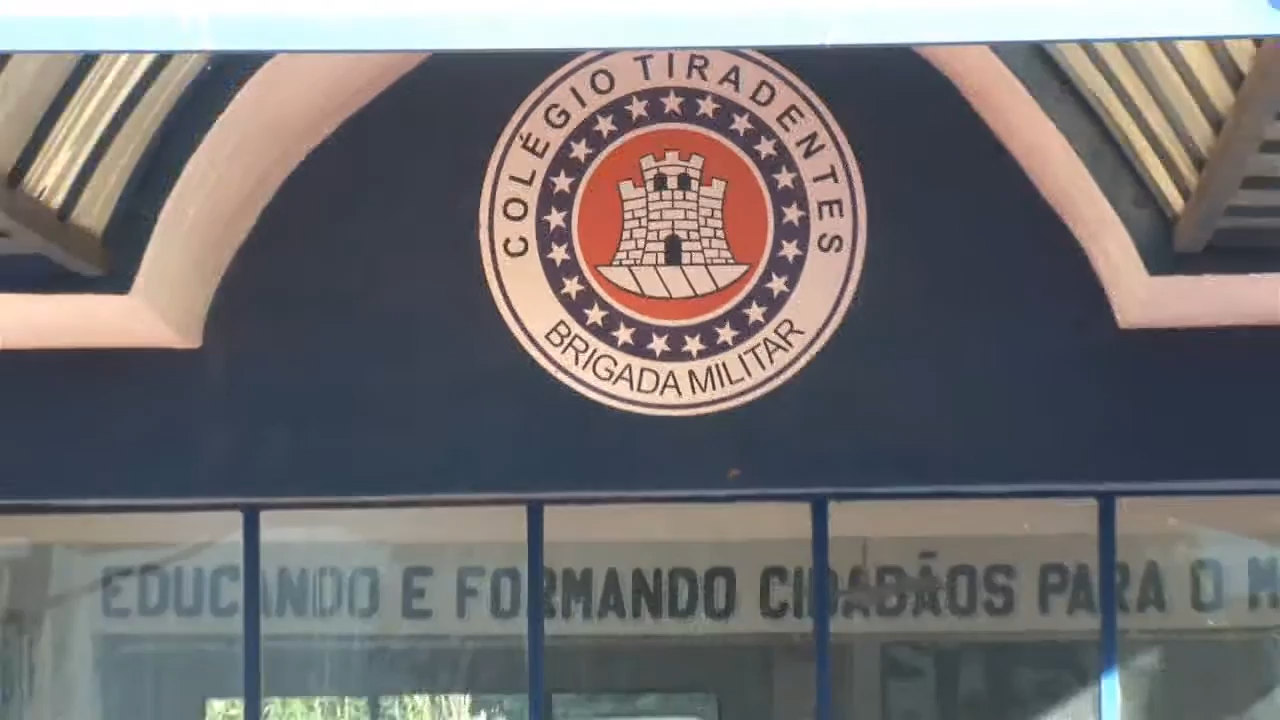 COLÉGIO TIRADENTES
BRIGADA MILITAR
EDUCANDO E FORMANDO CIDADÃOS PARA O